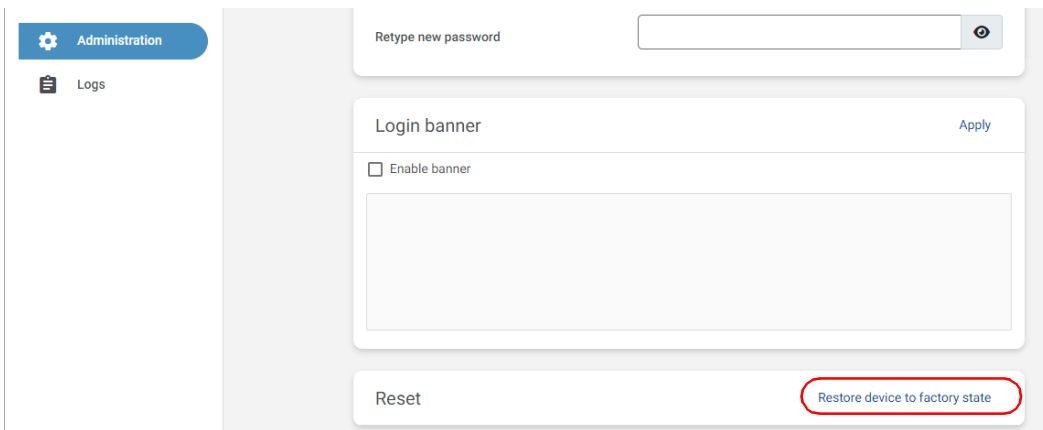 Administration
Logs
Retype new password
Login banner
Apply
Enable banner
Reset
Restore device to factory state